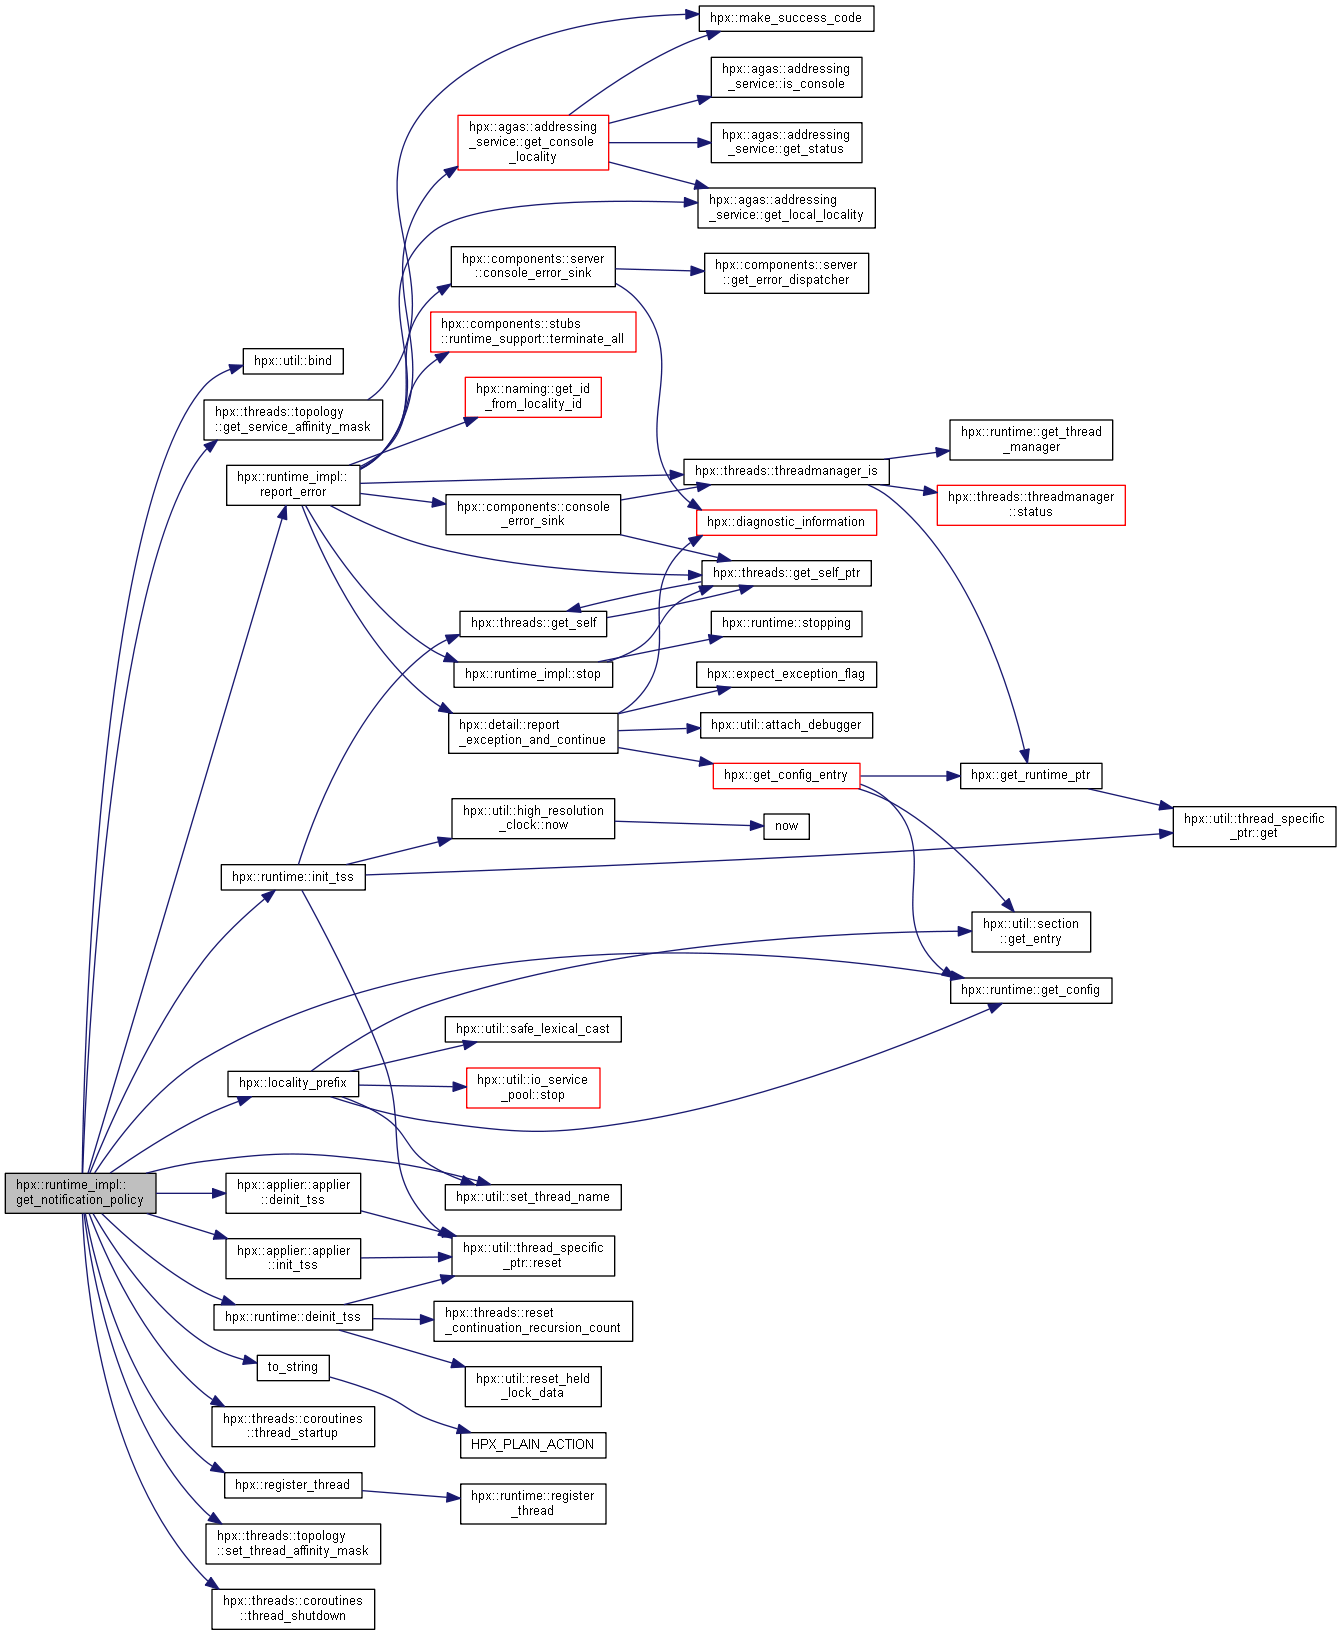 hpx::make_success_code
hpx::agas::addressing
_service::is_console
hpx::agas::addressing
_service::get_console
_locality
hpx::agas::addressing
_service::get_status
hpx::agas::addressing
_service::get_local_locality
hpx::components::server
::console_error_sink
hpx::components::server
::get_error_dispatcher
hpx::components::stubs
::runtime_support::terminate_all
hpx::util::bind
hpx::naming::get_id
_from_locality_id
hpx::threads::topology
::get_service_affinity_mask
hpx::runtime::get_thread
_manager
hpx::runtime_impl::
report_error
hpx::threads::threadmanager_is
hpx::threads::threadmanager
::status
hpx::components::console
_error_sink
hpx::diagnostic_information
hpx::threads::get_self_ptr
hpx::threads::get_self
hpx::runtime::stopping
hpx::runtime_impl::stop
hpx::expect_exception_flag
hpx::detail::report
_exception_and_continue
hpx::util::attach_debugger
hpx::get_config_entry
hpx::get_runtime_ptr
hpx::util::high_resolution
_clock::now
now
hpx::util::thread_specific
_ptr::get
hpx::runtime::init_tss
hpx::util::section
::get_entry
hpx::runtime::get_config
hpx::util::safe_lexical_cast
hpx::locality_prefix
hpx::util::io_service
_pool::stop
hpx::runtime_impl::
get_notification_policy
hpx::applier::applier
::deinit_tss
hpx::util::set_thread_name
hpx::applier::applier
::init_tss
hpx::util::thread_specific
_ptr::reset
hpx::runtime::deinit_tss
hpx::threads::reset
_continuation_recursion_count
to_string
hpx::util::reset_held
_lock_data
hpx::threads::coroutines
::thread_startup
HPX_PLAIN_ACTION
hpx::register_thread
hpx::runtime::register
_thread
hpx::threads::topology
::set_thread_affinity_mask
hpx::threads::coroutines
::thread_shutdown